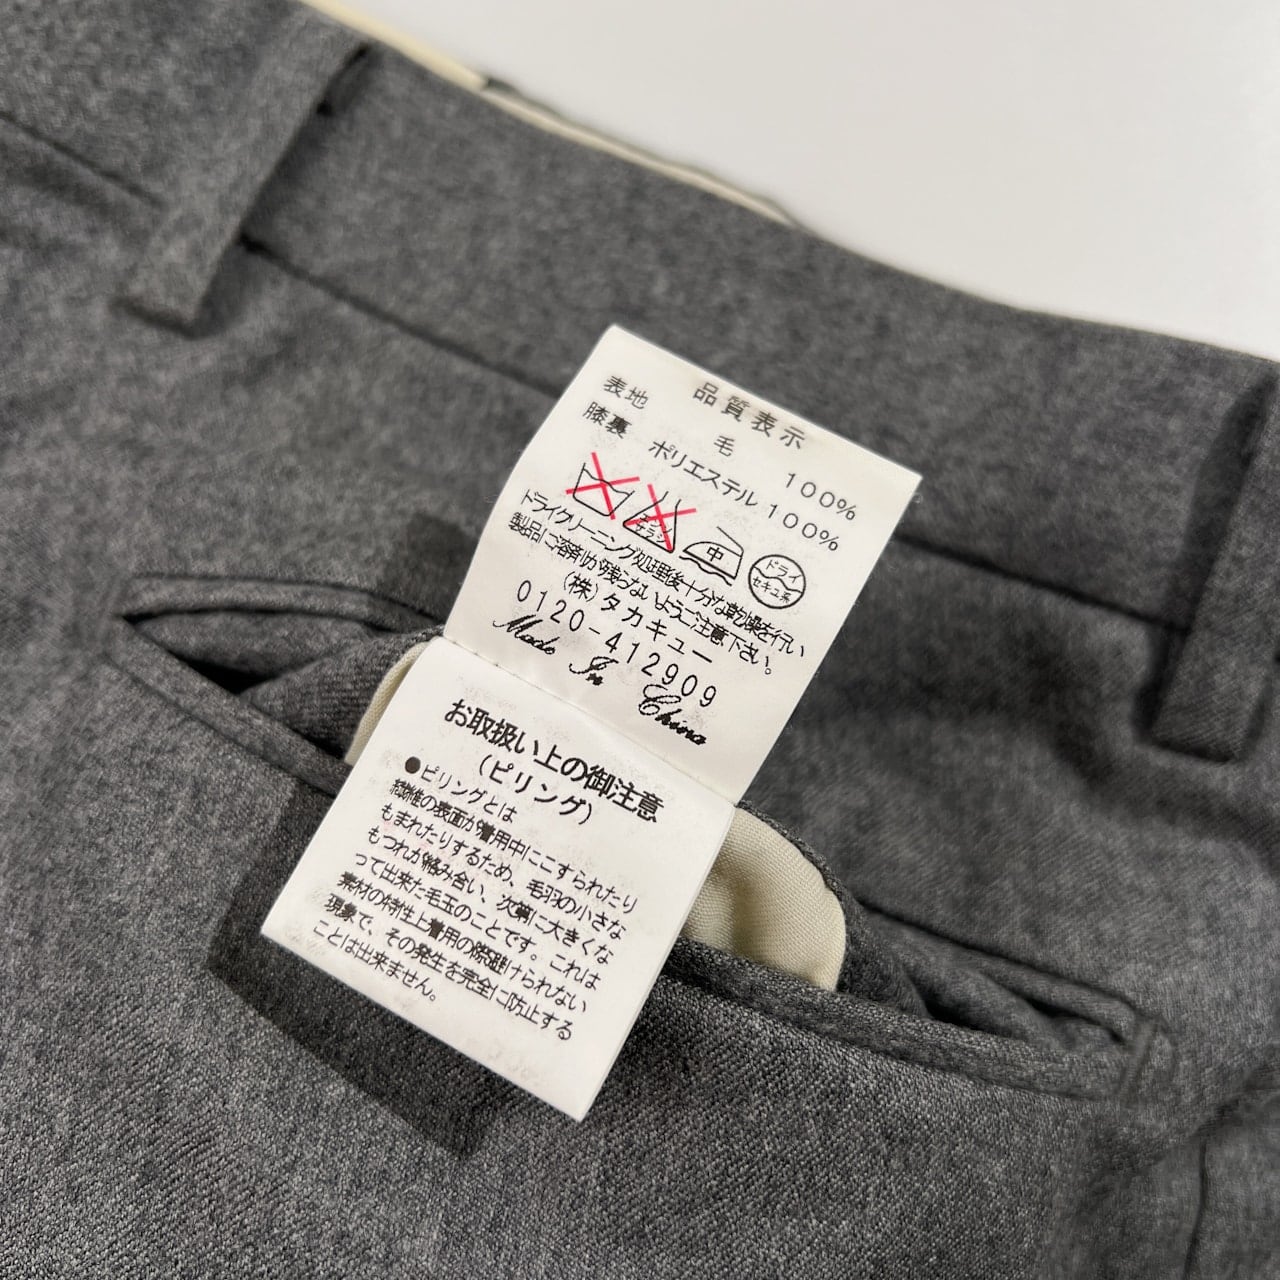 品質表示
表地 毛 100%
膝裏 ポリエステル 100%
エンソ サラシ 中 ドライ セキユ系
ドライクリーニング処理後十分な乾燥を行い
製品に溶剤が残らないようご注意下さい。
(株)タカキュー
0120-412909
Made In China
お取扱い上の御注意
(ピリング)
●ピリングとは
繊維の表面が着用中にこすられたり
もまれたりするため、毛羽の小さな
もつれが絡み合い、次第に大きくな
って出来た毛玉のことです。これは
素材の特性上着用の際避けられない
現象で、その発生を完全に防止する
ことは出来ません。